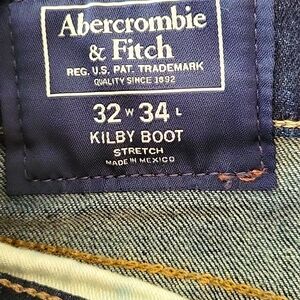 Abercrombie
& Fitch
REG. U.S. PAT. TRADEMARK
QUALITY SINCE 1892
32 W 34 L
KILBY BOOT
STRETCH
MADE IN MEXICO